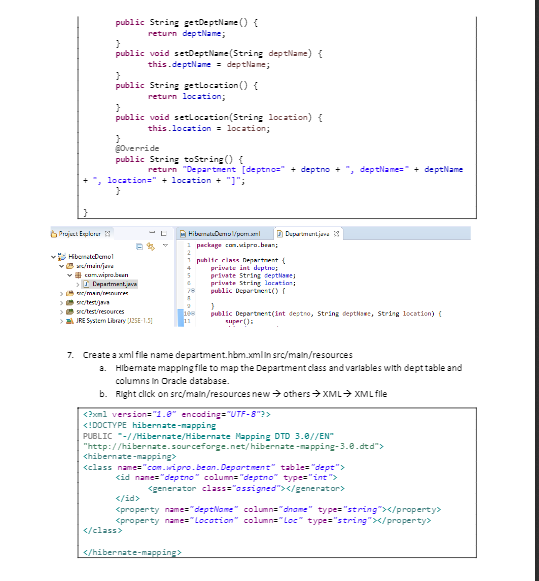 public String getDeptName() {
return deptName;
}
public void setDeptName(String deptName) {
this.deptName = deptName;
}
public String getLocation() {
return location;
}
public void setLocation(String location) {
this.location = location;
}
@Override
public String toString() {
return "Department [deptno=" + deptno + ", deptName=" + deptName
+ ", location=" + location + "]";
}
}
Project Explorer
HibernateDemo1
src/main/java
com.wipro.bean
Department.java
src/main/resources
src/test/java
src/test/resources
JRE System Library [J2SE-1.5]
HibernateDemo1/pom.xml
Department.java
1 package com.wipro.bean;
2
3 public class Department {
4 private int deptno;
5 private String deptName;
6 private String location;
7 public Department() {
8
9 }
10 public Department(int deptno, String deptName, String location) {
11 super();
7. Create a xml file name department.hbm.xml in src/main/resources
a. Hibernate mapping file to map the Department class and variables with dept table and
columns in Oracle database.
b. Right click on src/main/resources new → others → XML → XML file
<?xml version="1.0" encoding="UTF-8"?>
<!DOCTYPE hibernate-mapping
PUBLIC "-//Hibernate/Hibernate Mapping DTD 3.0//EN"
"http://hibernate.sourceforge.net/hibernate-mapping-3.0.dtd">
<hibernate-mapping>
<class name="com.wipro.bean.Department" table="dept">
<id name="deptno" column="deptno" type="int">
<generator class="assigned"></generator>
</id>
<property name="deptName" column="dname" type="string"></property>
<property name="location" column="loc" type="string"></property>
</class>
</hibernate-mapping>